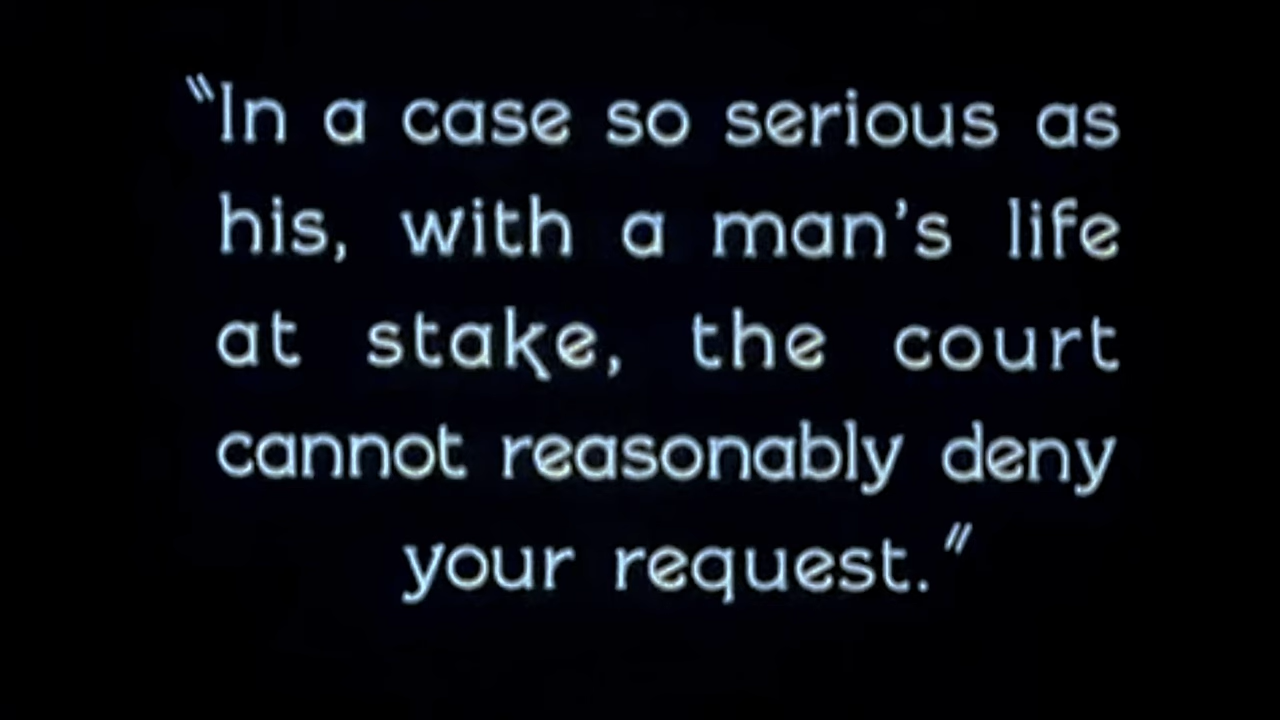 "In a case so serious as
his, with a man's life
at stake, the court
cannot reasonably deny
your request."